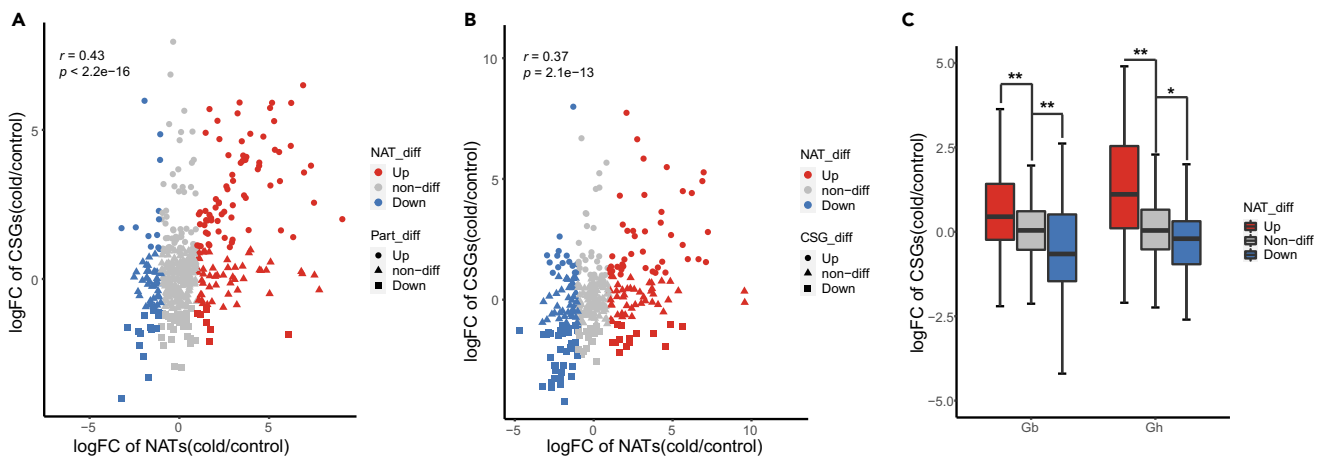 A
r = 0.43
p < 2.2e−16
logFC of CSGs(cold/control)
5
0
−5
0
5
logFC of NATs(cold/control)
NAT_diff
Up
non-diff
Down
Part_diff
Up
non-diff
Down
B
r = 0.37
p = 2.1e−13
logFC of CSGs(cold/control)
10
5
0
−5
0
5
10
logFC of NATs(cold/control)
NAT_diff
Up
non-diff
Down
CSG_diff
Up
non-diff
Down
C
logFC of CSGs(cold/control)
5.0
2.5
0.0
−2.5
−5.0
**
**
**
*
Gb
Gh
NAT_diff
Up
Non-diff
Down